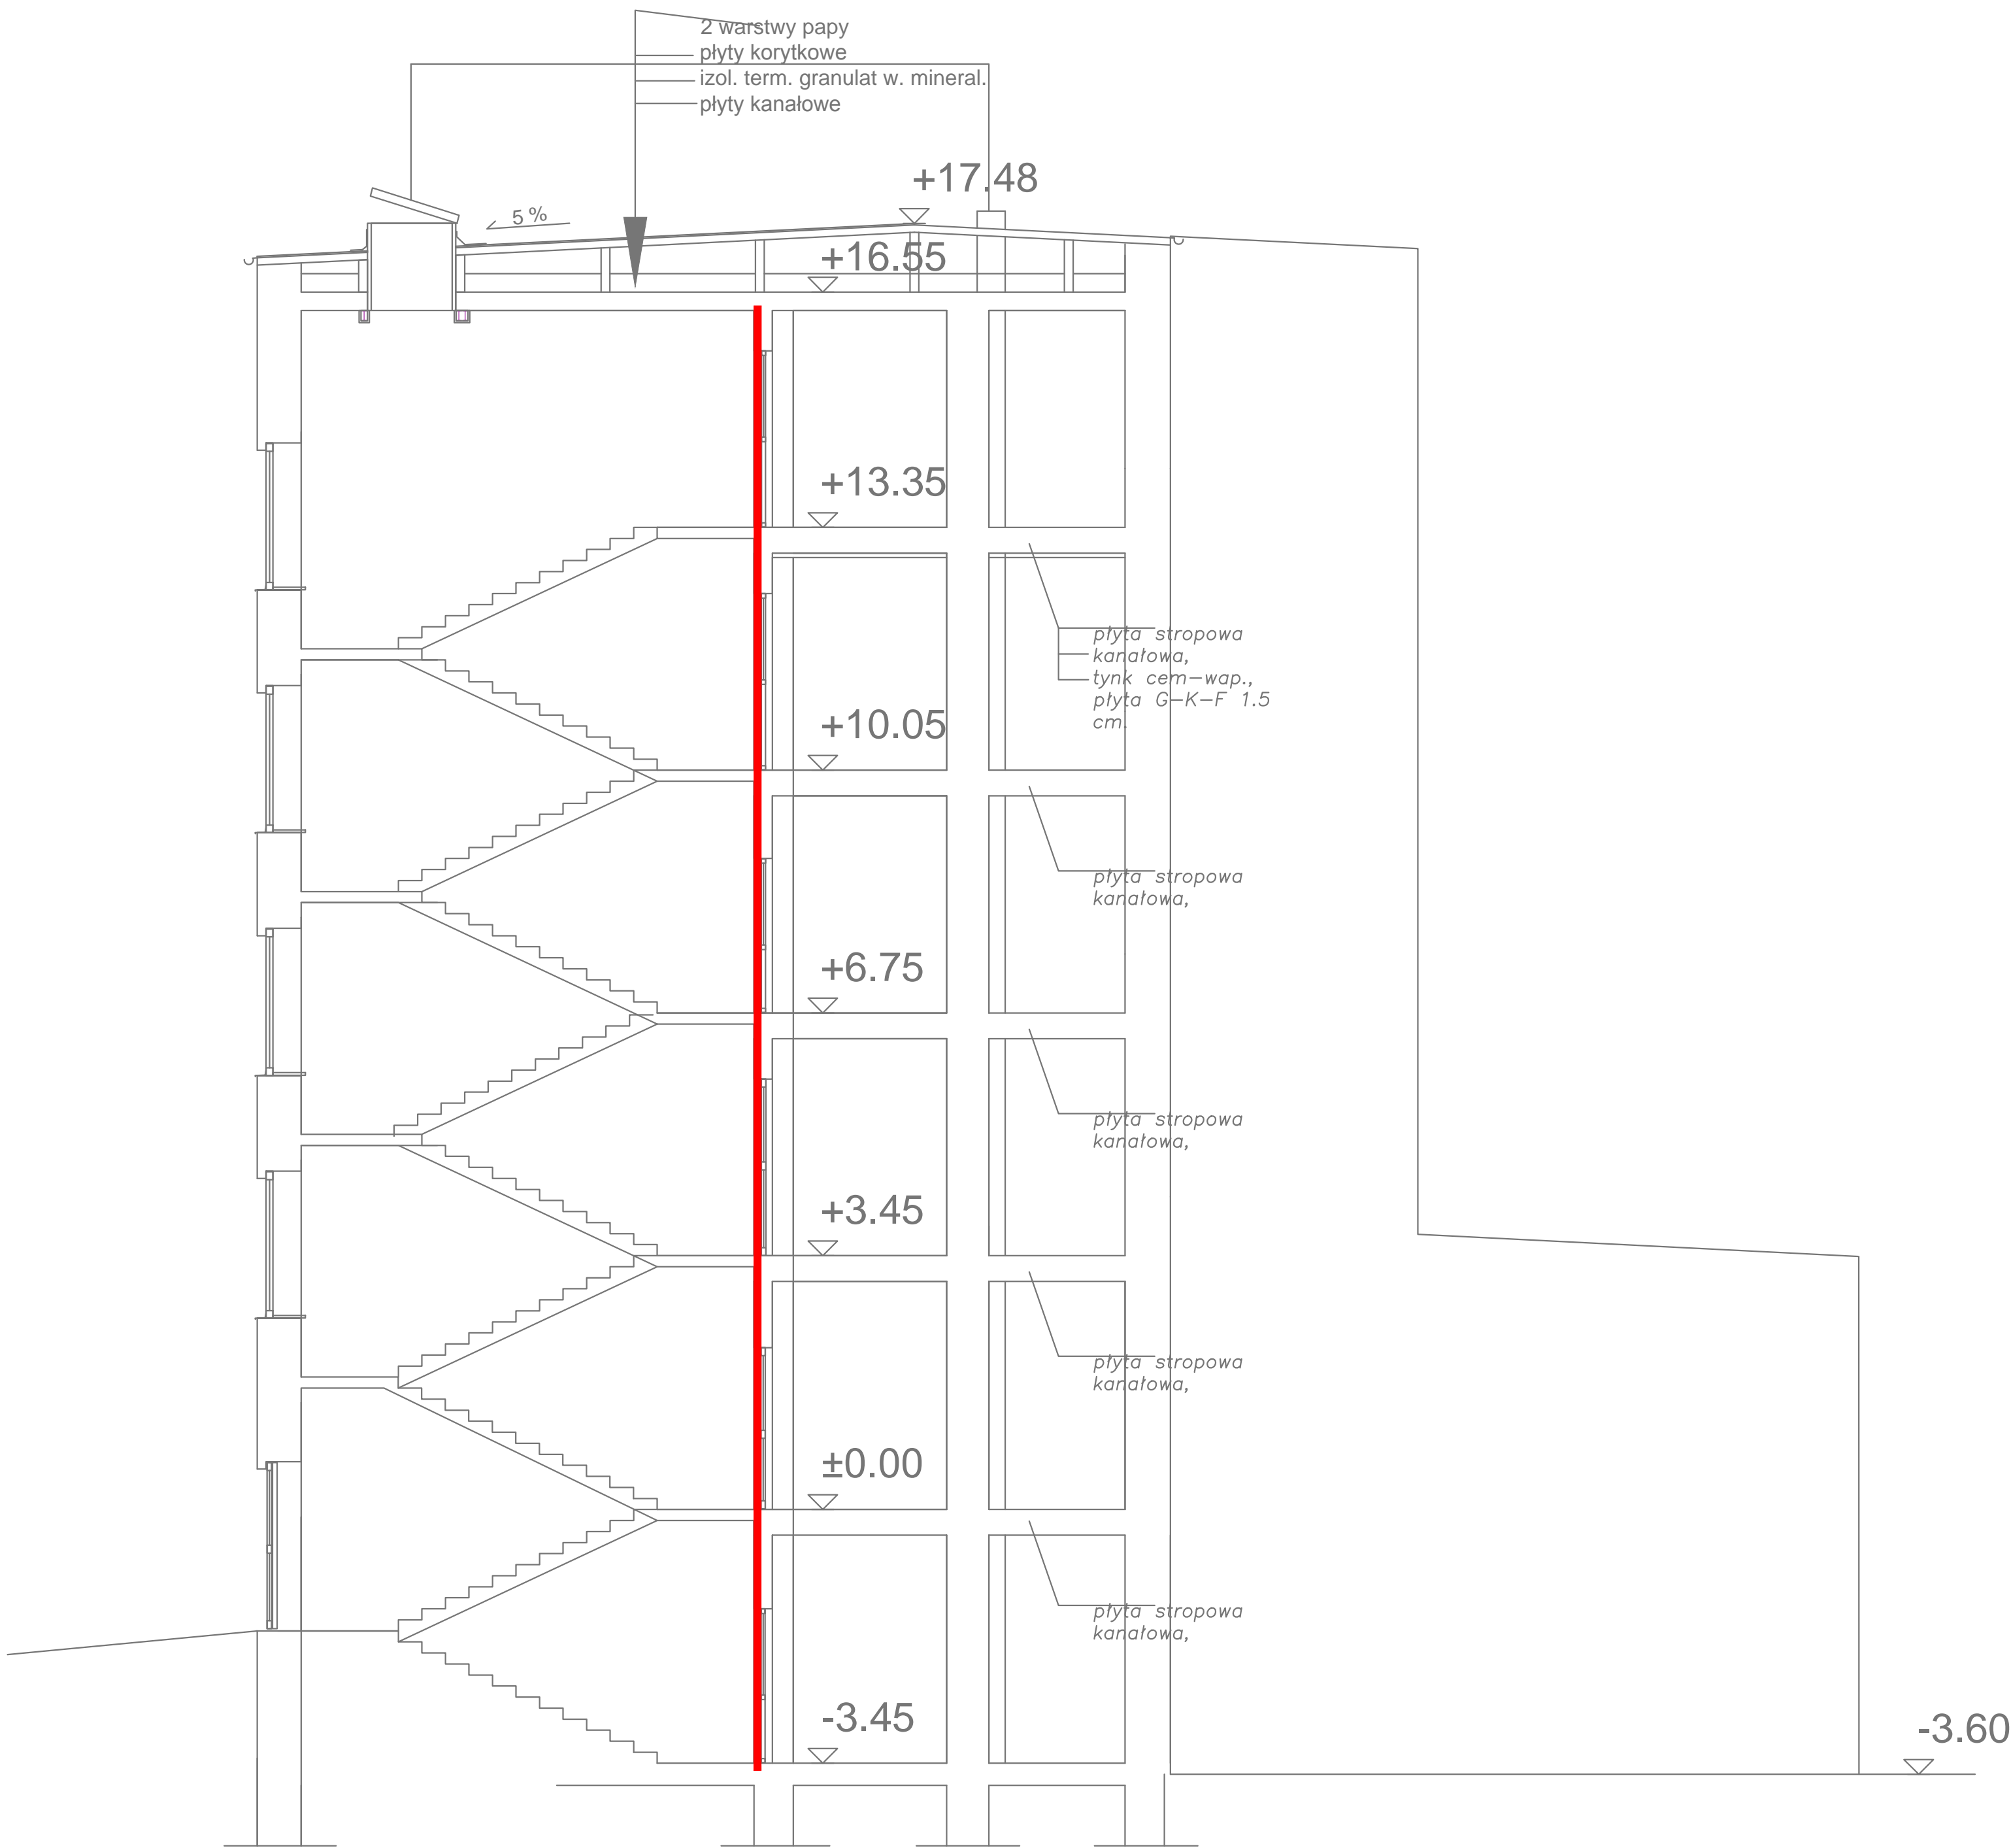 2 warstwy papy
płyty korytkowe
izol. term. granulat w. mineral.
płyty kanałowe
+17.48
5 %
+16.55
+13.35
płyta stropowa
kanałowa,
tynk cem-wap.,
płyta G-K-F 1.5
cm.
+10.05
płyta stropowa
kanałowa,
+6.75
płyta stropowa
kanałowa,
+3.45
płyta stropowa
kanałowa,
±0.00
płyta stropowa
kanałowa,
-3.45
-3.60